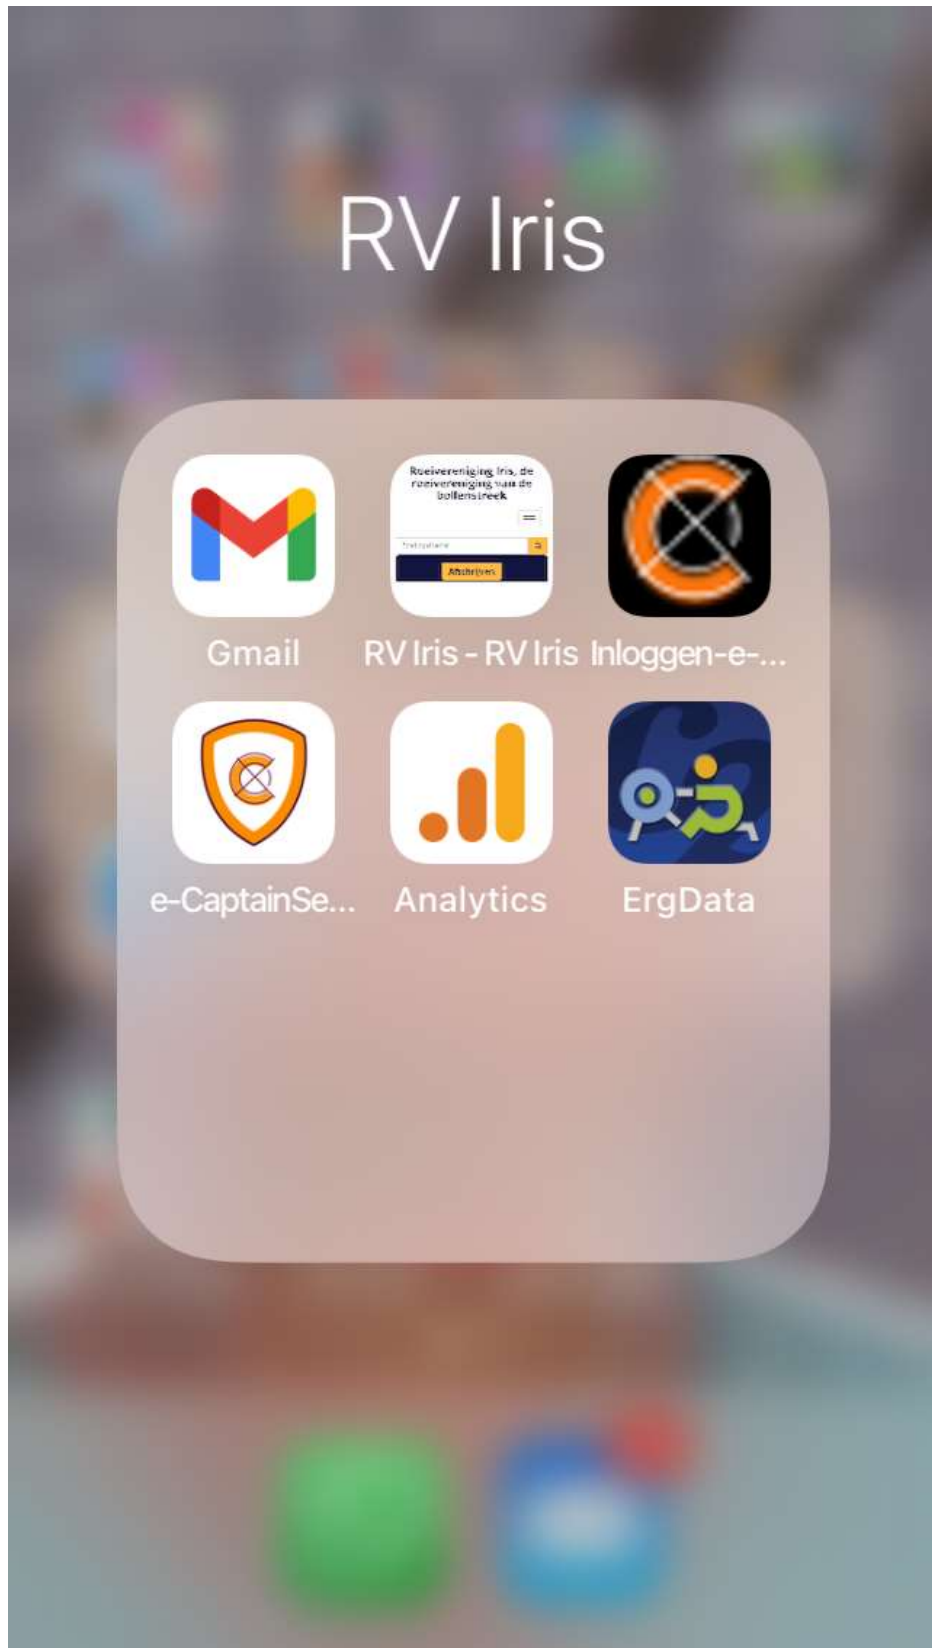 RV Iris
Roeivereniging Iris, de
roeivereniging van de
bollenstreek
Afschrijven
Gmail
RV Iris - RV Iris
Inloggen-e-...
e-CaptainSe...
Analytics
ErgData